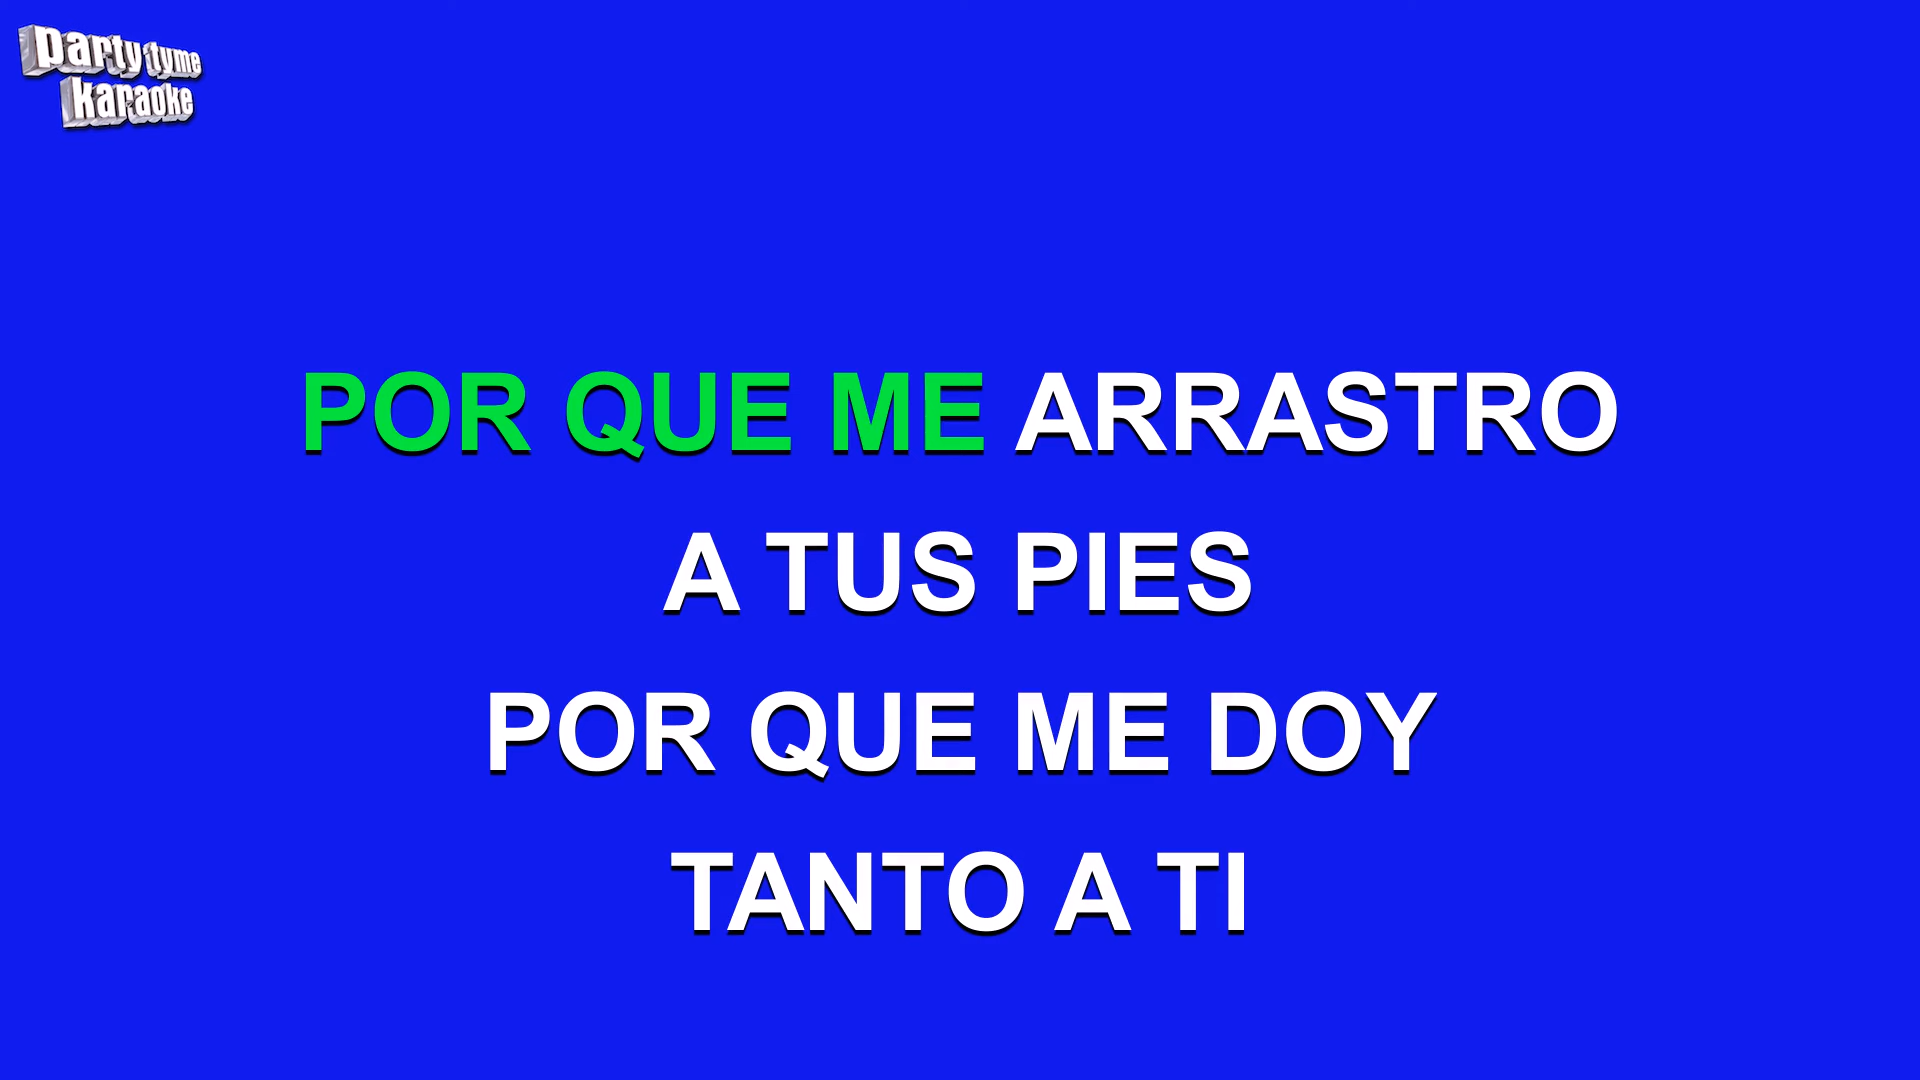 party tyme
karaoke
POR QUE ME ARRASTRO
A TUS PIES
POR QUE ME DOY
TANTO A TI